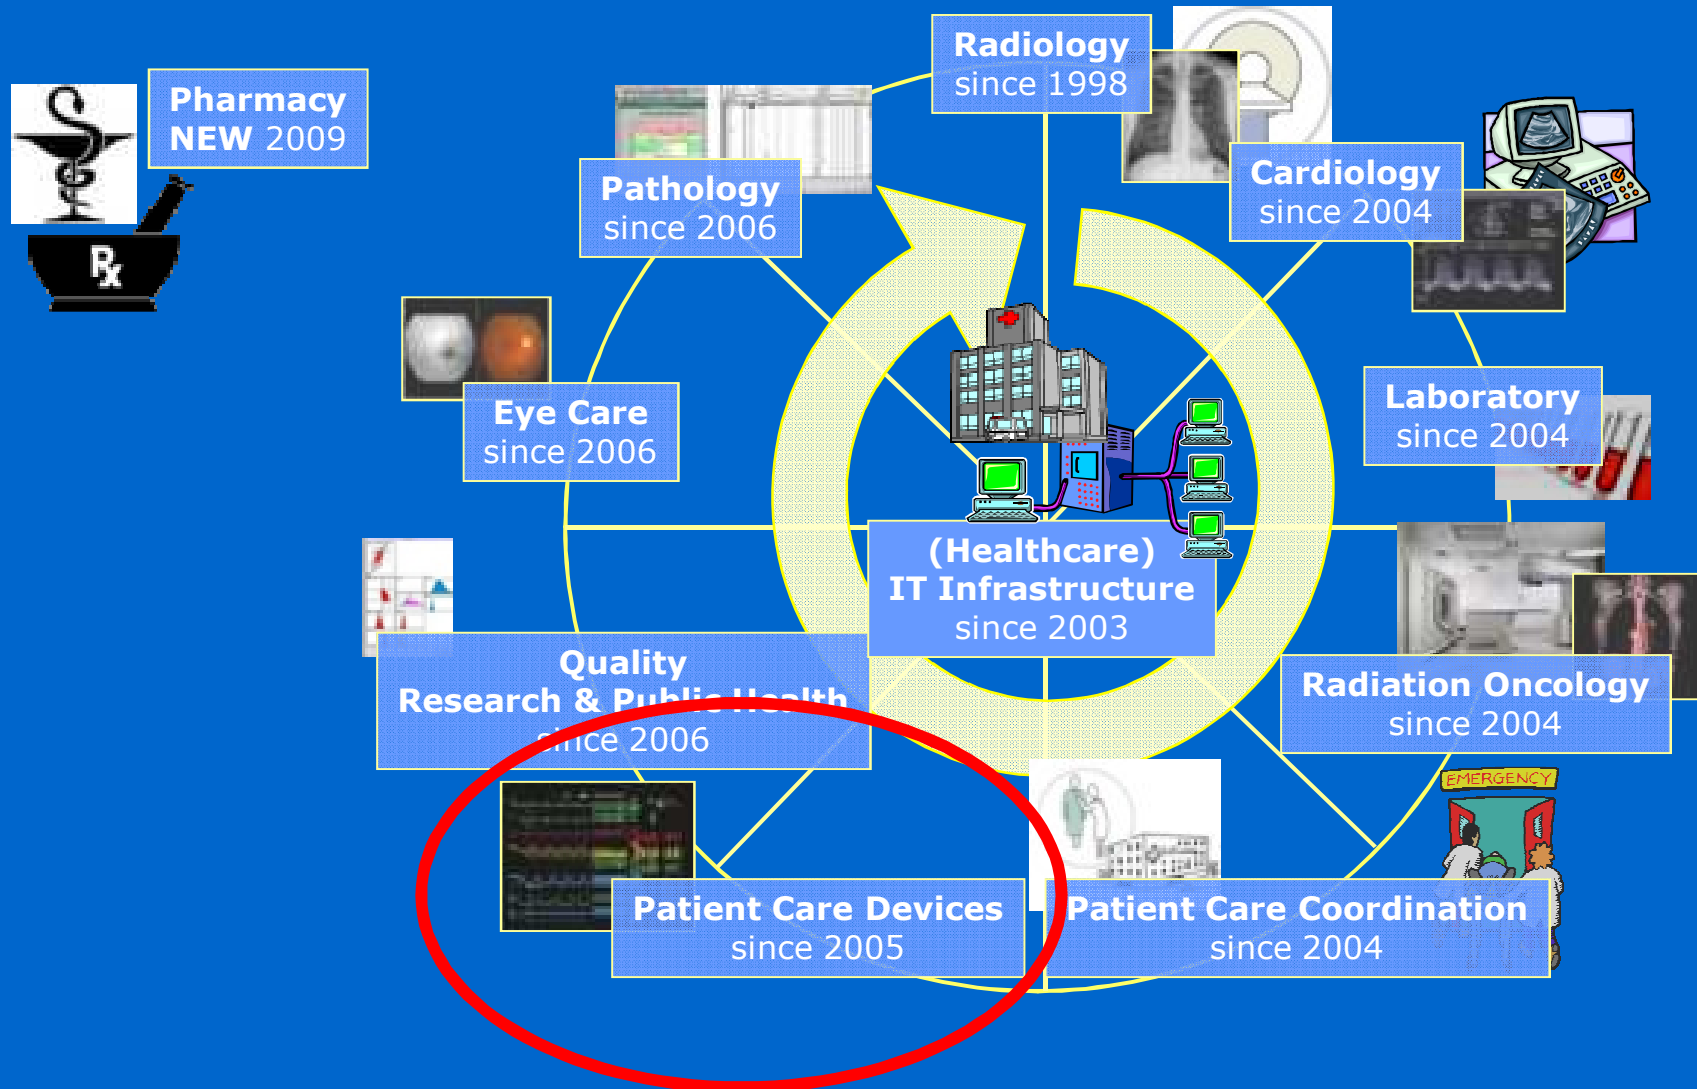 Radiology
since 1998
Pharmacy
NEW 2009
Rx
Pathology
since 2006
Cardiology
since 2004
Eye Care
since 2006
Laboratory
since 2004
(Healthcare)
IT Infrastructure
since 2003
Quality
Research & Public Health
since 2006
Radiation Oncology
since 2004
EMERGENCY
Patient Care Devices
since 2005
Patient Care Coordination
since 2004